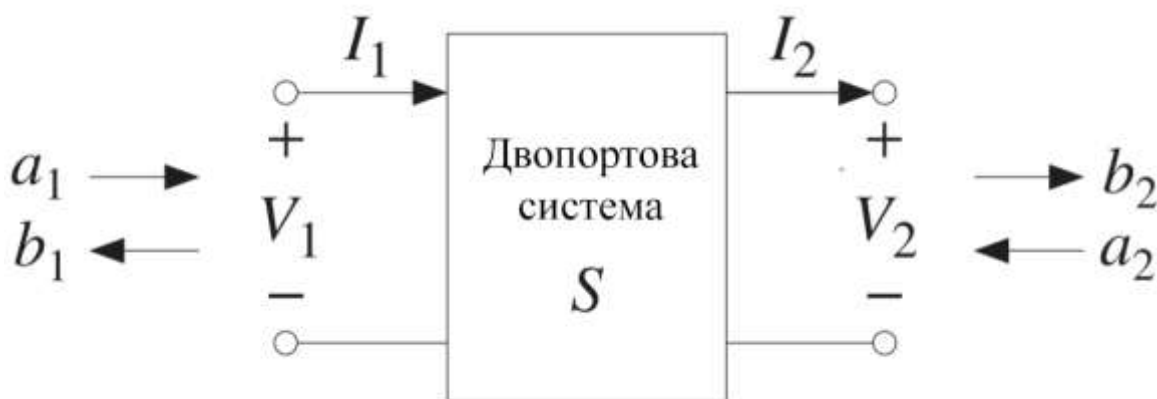 I₁
I₂
+
+
Двопортова
система
a₁
b₂
V₁
V₂
b₁
a₂
S
−
−